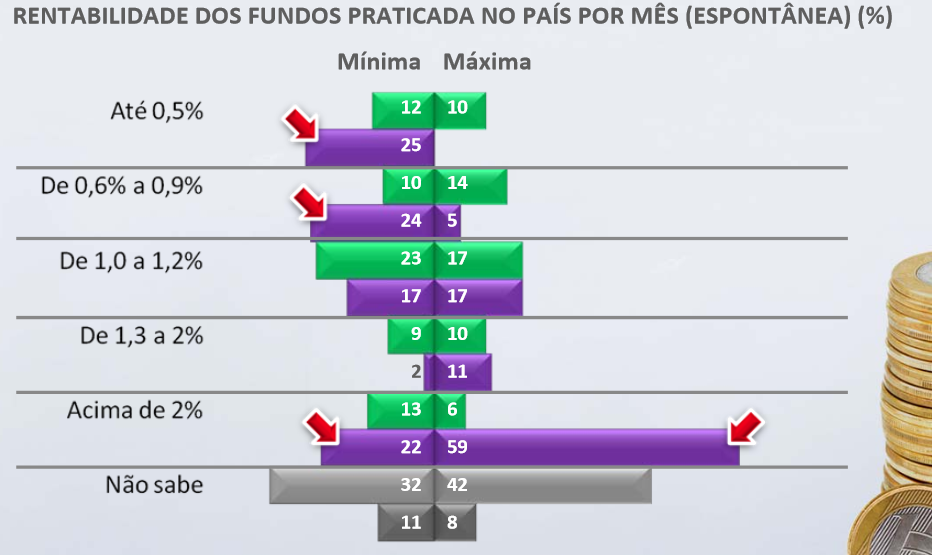 RENTABILIDADE DOS FUNDOS PRATICADA NO PAÍS POR MÊS (ESPONTÂNEA) (%)
Mínima Máxima
Até 0,5% 12 10
25
De 0,6% a 0,9% 10 14
24 5
De 1,0 a 1,2% 23 17
17 17
De 1,3 a 2% 9 10
2 11
Acima de 2% 13 6
22 59
Não sabe 32 42
11 8